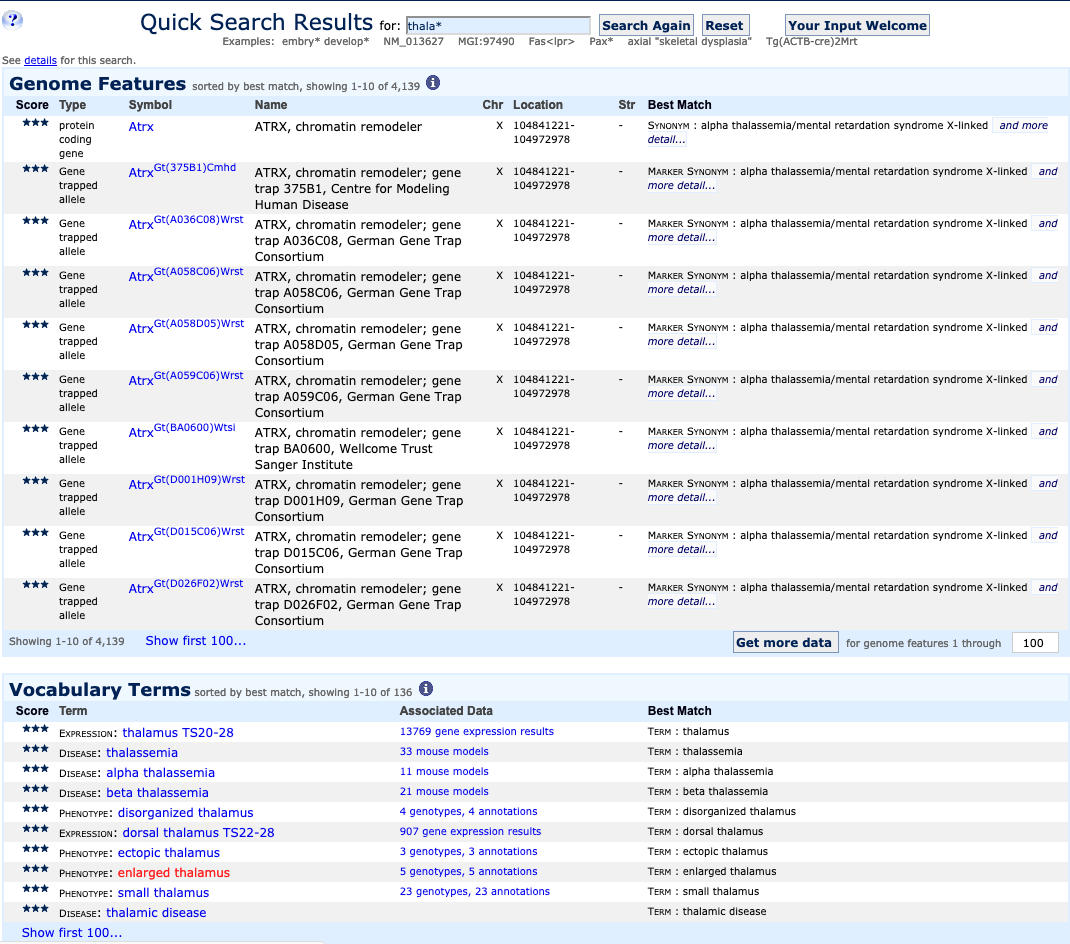 ?
Quick Search Results for: thala* Search Again Reset Your Input Welcome
Examples: embry* develop* NM_013627 MGI:97490 Fas<lpr> Pax* axial "skeletal dysplasia" Tg(ACTB-cre)2Mrt
See details for this search.
Genome Features sorted by best match, showing 1-10 of 4,139 i
Score Type Symbol Name Chr Location Str Best Match
★★★ protein Atrx ATRX, chromatin remodeler X 104841221- - SYNONYM : alpha thalassemia/mental retardation syndrome X-linked and more
coding 104972978 detail...
gene
★★★ Gene AtrxGt(375B1)Cmhd ATRX, chromatin remodeler; gene X 104841221- - MARKER SYNONYM : alpha thalassemia/mental retardation syndrome X-linked and
trapped trap 375B1, Centre for Modeling 104972978 more detail...
allele Human Disease
★★★ Gene AtrxGt(A036C08)Wrst ATRX, chromatin remodeler; gene X 104841221- - MARKER SYNONYM : alpha thalassemia/mental retardation syndrome X-linked and
trapped trap A036C08, German Gene Trap 104972978 more detail...
allele Consortium
★★★ Gene AtrxGt(A058C06)Wrst ATRX, chromatin remodeler; gene X 104841221- - MARKER SYNONYM : alpha thalassemia/mental retardation syndrome X-linked and
trapped trap A058C06, German Gene Trap 104972978 more detail...
allele Consortium
★★★ Gene AtrxGt(A058D05)Wrst ATRX, chromatin remodeler; gene X 104841221- - MARKER SYNONYM : alpha thalassemia/mental retardation syndrome X-linked and
trapped trap A058D05, German Gene Trap 104972978 more detail...
allele Consortium
★★★ Gene AtrxGt(A059C06)Wrst ATRX, chromatin remodeler; gene X 104841221- - MARKER SYNONYM : alpha thalassemia/mental retardation syndrome X-linked and
trapped trap A059C06, German Gene Trap 104972978 more detail...
allele Consortium
★★★ Gene AtrxGt(BA0600)Wtsi ATRX, chromatin remodeler; gene X 104841221- - MARKER SYNONYM : alpha thalassemia/mental retardation syndrome X-linked and
trapped trap BA0600, Wellcome Trust 104972978 more detail...
allele Sanger Institute
★★★ Gene AtrxGt(D001H09)Wrst ATRX, chromatin remodeler; gene X 104841221- - MARKER SYNONYM : alpha thalassemia/mental retardation syndrome X-linked and
trapped trap D001H09, German Gene Trap 104972978 more detail...
allele Consortium
★★★ Gene AtrxGt(D015C06)Wrst ATRX, chromatin remodeler; gene X 104841221- - MARKER SYNONYM : alpha thalassemia/mental retardation syndrome X-linked and
trapped trap D015C06, German Gene Trap 104972978 more detail...
allele Consortium
★★★ Gene AtrxGt(D026F02)Wrst ATRX, chromatin remodeler; gene X 104841221- - MARKER SYNONYM : alpha thalassemia/mental retardation syndrome X-linked and
trapped trap D026F02, German Gene Trap 104972978 more detail...
allele Consortium
Showing 1-10 of 4,139 Show first 100... Get more data for genome features 1 through 100
Vocabulary Terms sorted by best match, showing 1-10 of 136 i
Score Term Associated Data Best Match
★★★ EXPRESSION: thalamus TS20-28 13769 gene expression results TERM : thalamus
★★★ DISEASE: thalassemia 33 mouse models TERM : thalassemia
★★★ DISEASE: alpha thalassemia 11 mouse models TERM : alpha thalassemia
★★★ DISEASE: beta thalassemia 21 mouse models TERM : beta thalassemia
★★★ PHENOTYPE: disorganized thalamus 4 genotypes, 4 annotations TERM : disorganized thalamus
★★★ EXPRESSION: dorsal thalamus TS22-28 907 gene expression results TERM : dorsal thalamus
★★★ PHENOTYPE: ectopic thalamus 3 genotypes, 3 annotations TERM : ectopic thalamus
★★★ PHENOTYPE: enlarged thalamus 5 genotypes, 5 annotations TERM : enlarged thalamus
★★★ PHENOTYPE: small thalamus 23 genotypes, 23 annotations TERM : small thalamus
★★★ DISEASE: thalamic disease TERM : thalamic disease
Show first 100...